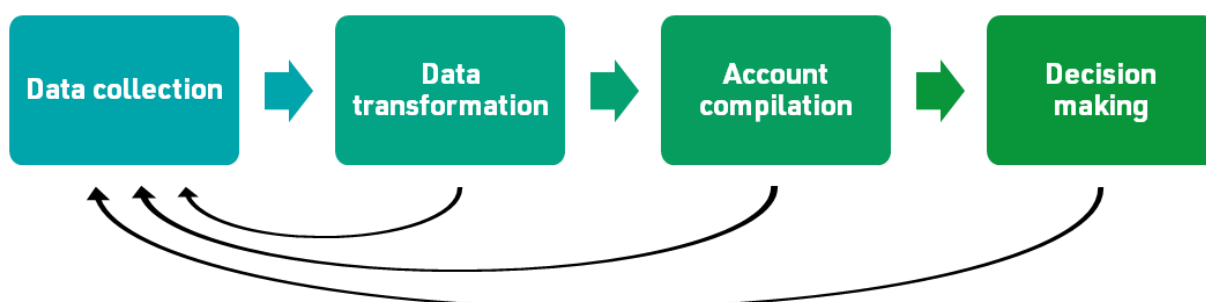 Data collection
Data
transformation
Account
compilation
Decision
making